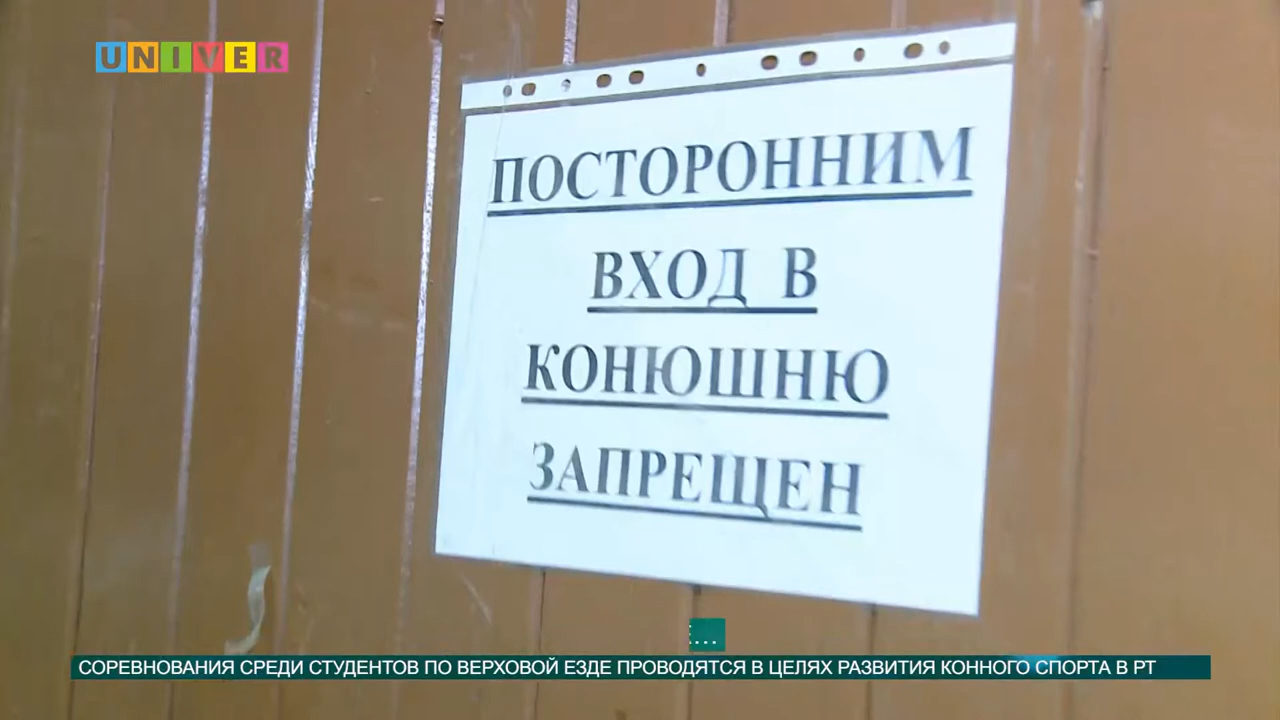 UNIVER
ПОСТОРОННИМ
ВХОД В
КОНЮШНЮ
ЗАПРЕЩЕН
СОРЕВНОВАНИЯ СРЕДИ СТУДЕНТОВ ПО ВЕРХОВОЙ ЕЗДЕ ПРОВОДЯТСЯ В ЦЕЛЯХ РАЗВИТИЯ КОННОГО СПОРТА В РТ